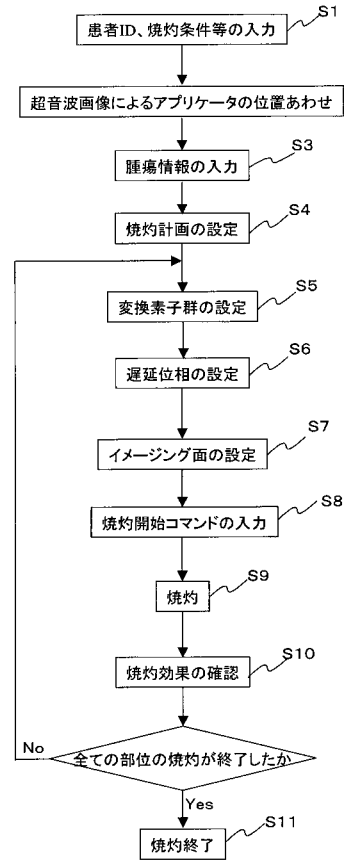 S1
患者ID、焼灼条件等の入力
超音波画像によるアプリケータの位置あわせ
S3
腫瘍情報の入力
S4
焼灼計画の設定
S5
変換素子群の設定
S6
遅延位相の設定
S7
イメージング面の設定
S8
焼灼開始コマンドの入力
S9
焼灼
S10
焼灼効果の確認
No
全ての部位の焼灼が終了したか
Yes
S11
焼灼終了